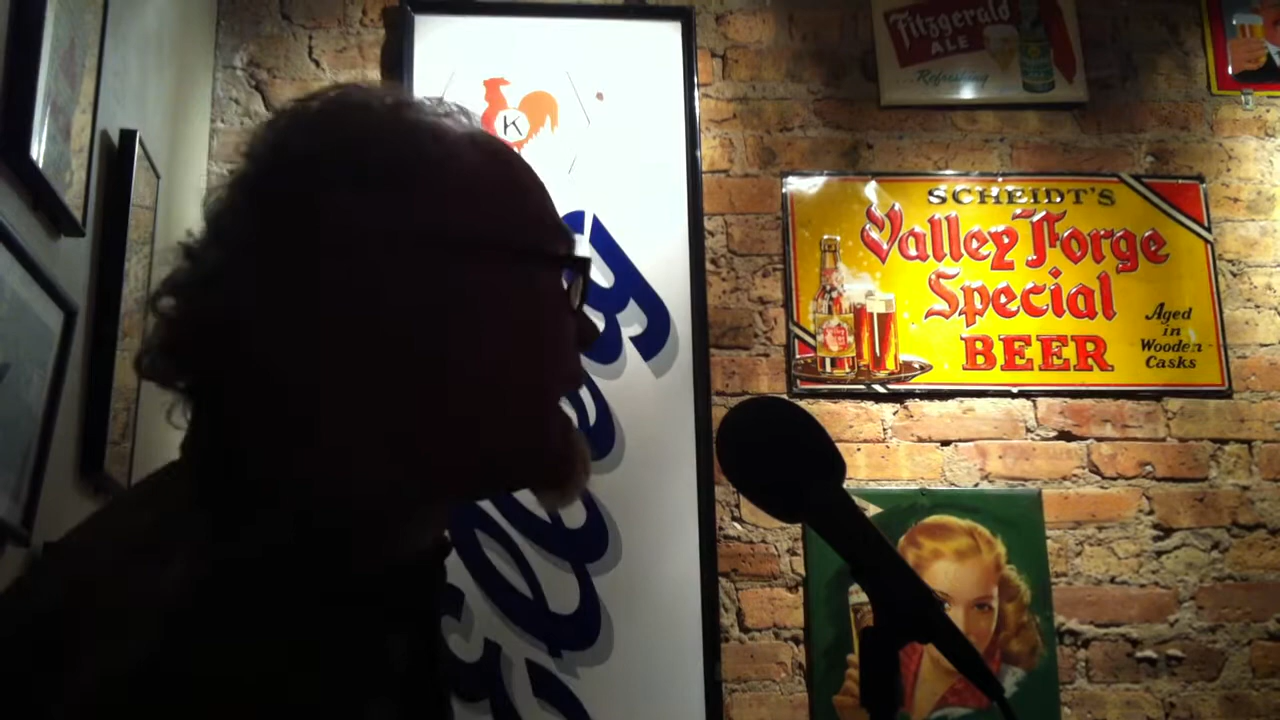 Fitzgerald
ALE
Refreshing
K
SCHEIDT'S
Valley Forge
Special
BEER
Aged
in
Wooden
Casks